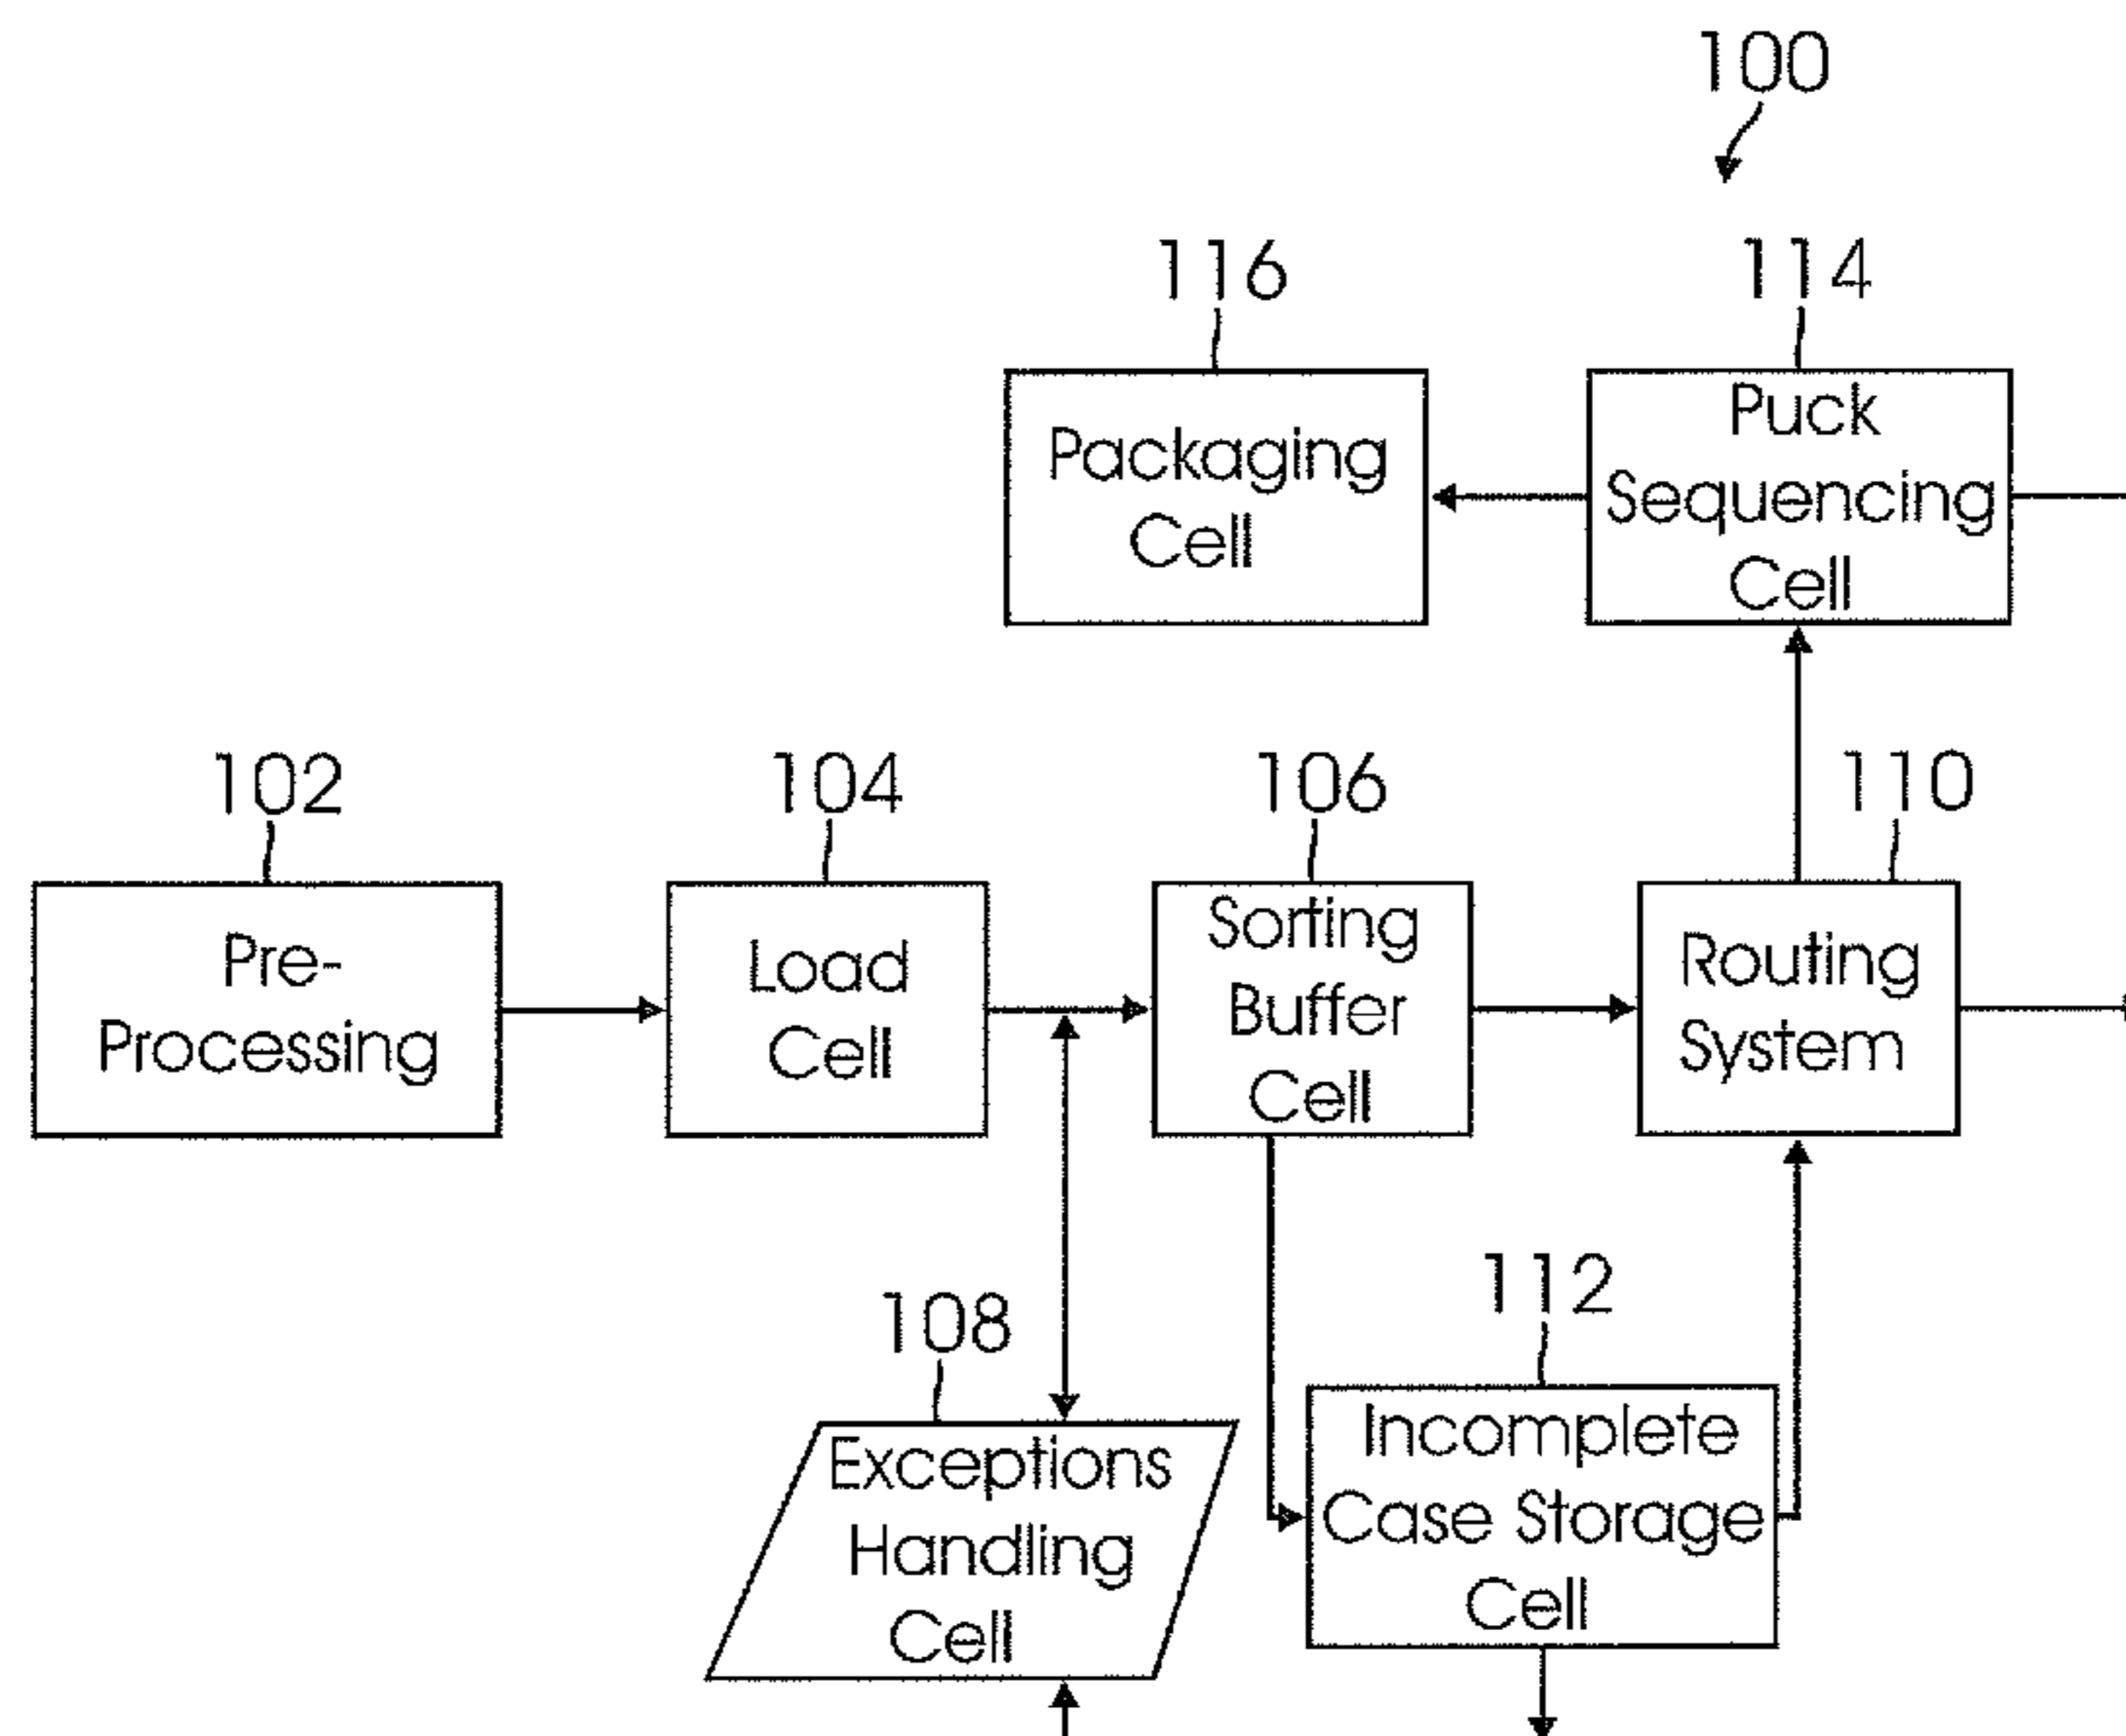 100
116
114
Packaging
Cell
Puck
Sequencing
Cell
102
104
106
110
Pre-
Processing
Load
Cell
Sorting
Buffer
Cell
Routing
System
108
112
Exceptions
Handling
Cell
Incomplete
Case Storage
Cell